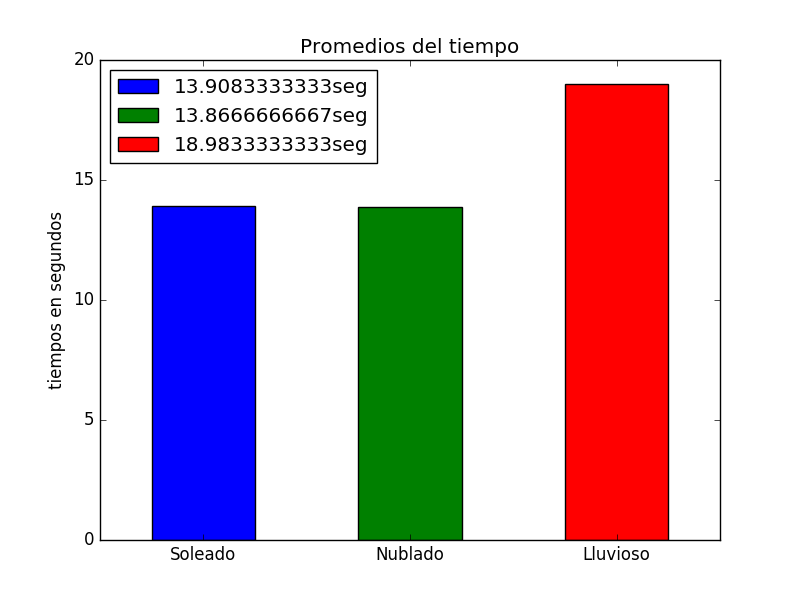 Promedios del tiempo
20
13.9083333333seg
13.8666666667seg
18.9833333333seg
15
10
5
0
tiempos en segundos
Soleado
Nublado
Lluvioso